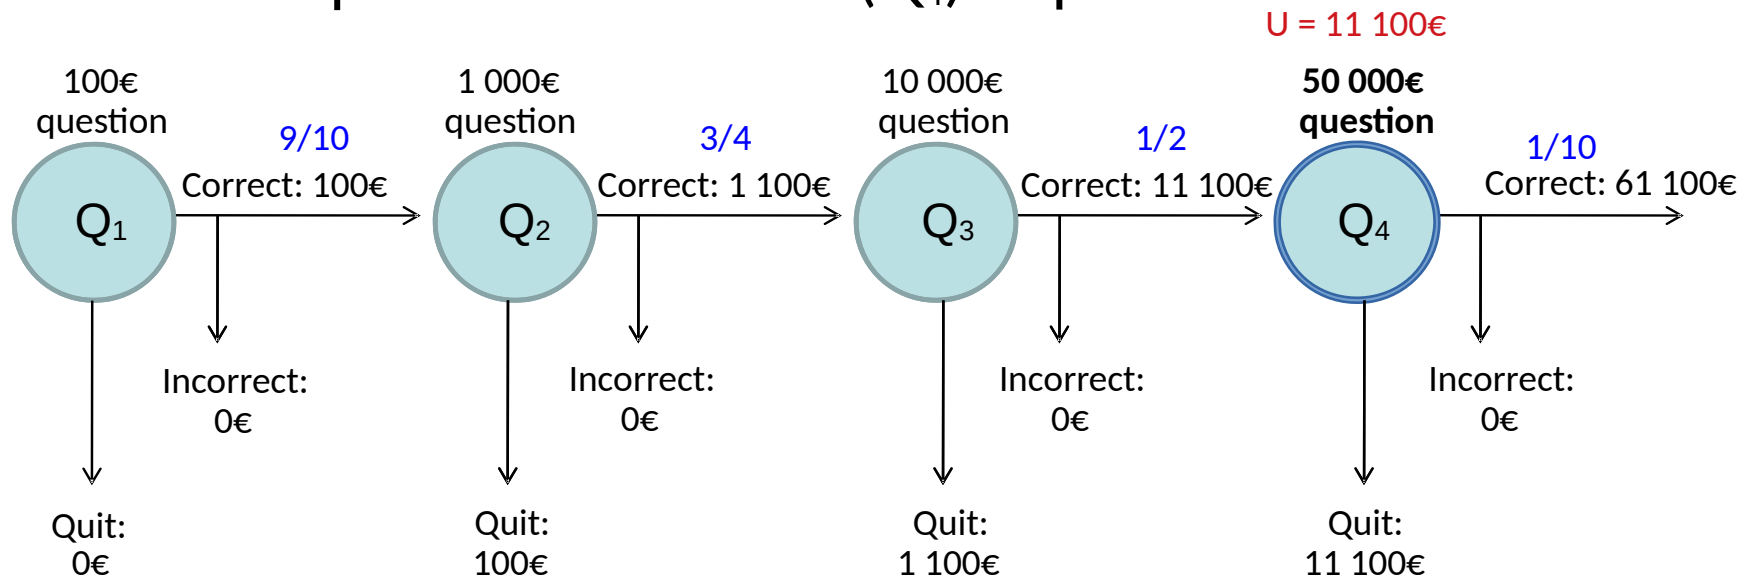 U = 11 100€
100€
question
1 000€
question
10 000€
question
50 000€
question
9/10
3/4
1/2
1/10
Correct: 100€
Correct: 1 100€
Correct: 11 100€
Correct: 61 100€
Q1
Q2
Q3
Q4
Incorrect:
0€
Incorrect:
0€
Incorrect:
0€
Incorrect:
0€
Quit:
0€
Quit:
100€
Quit:
1 100€
Quit:
11 100€